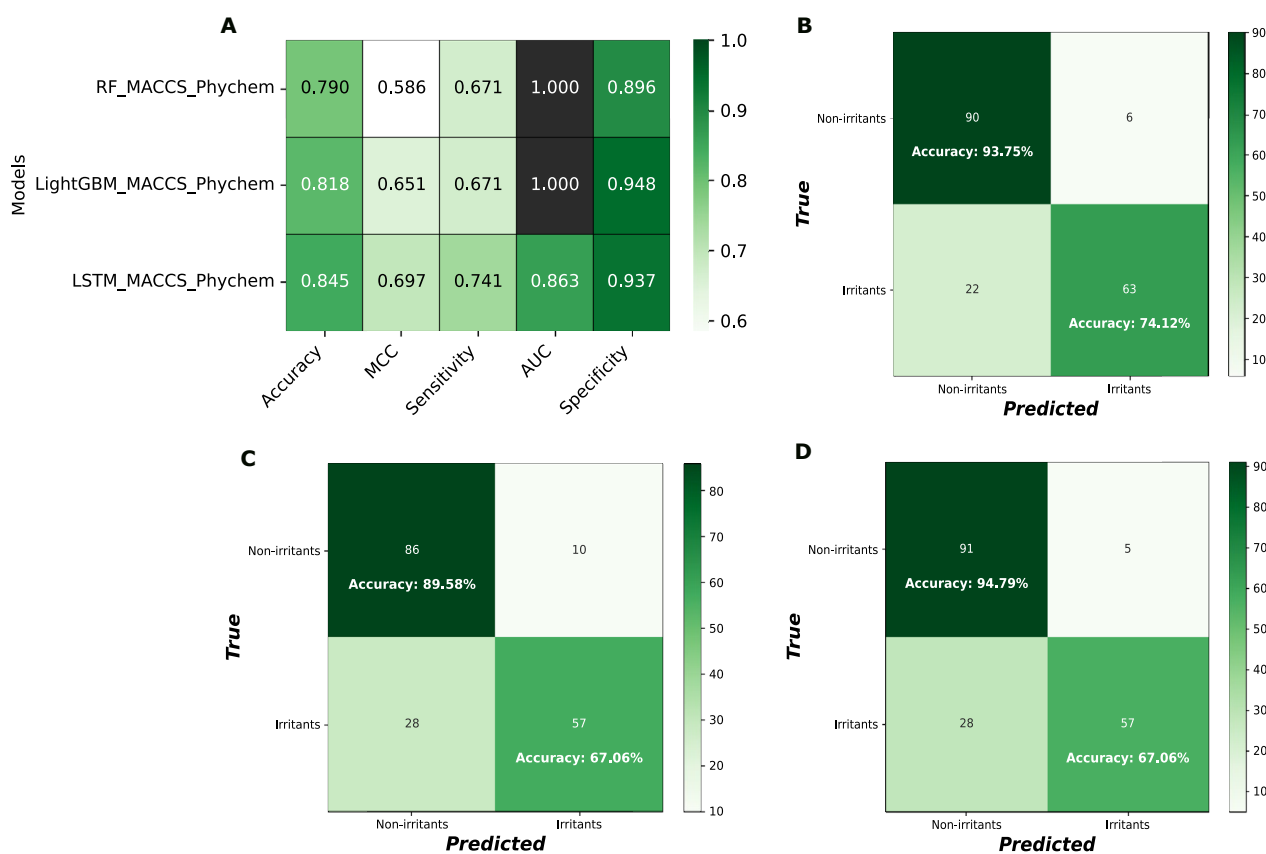 A
Models
RF_MACCS_Phychem
0.790 0.586 0.671 1.000 0.896
LightGBM_MACCS_Phychem
0.818 0.651 0.671 1.000 0.948
LSTM_MACCS_Phychem
0.845 0.697 0.741 0.863 0.937
Accuracy MCC Sensitivity AUC Specificity
1.0
0.9
0.8
0.7
0.6
B
True
Non-irritants
90 6
Accuracy: 93.75%
Irritants
22 63
Accuracy: 74.12%
Non-irritants Irritants
Predicted
90
80
70
60
50
40
30
20
10
C
True
Non-irritants
86 10
Accuracy: 89.58%
Irritants
28 57
Accuracy: 67.06%
Non-irritants Irritants
Predicted
80
70
60
50
40
30
20
10
D
True
Non-irritants
91 5
Accuracy: 94.79%
Irritants
28 57
Accuracy: 67.06%
Non-irritants Irritants
Predicted
90
80
70
60
50
40
30
20
10